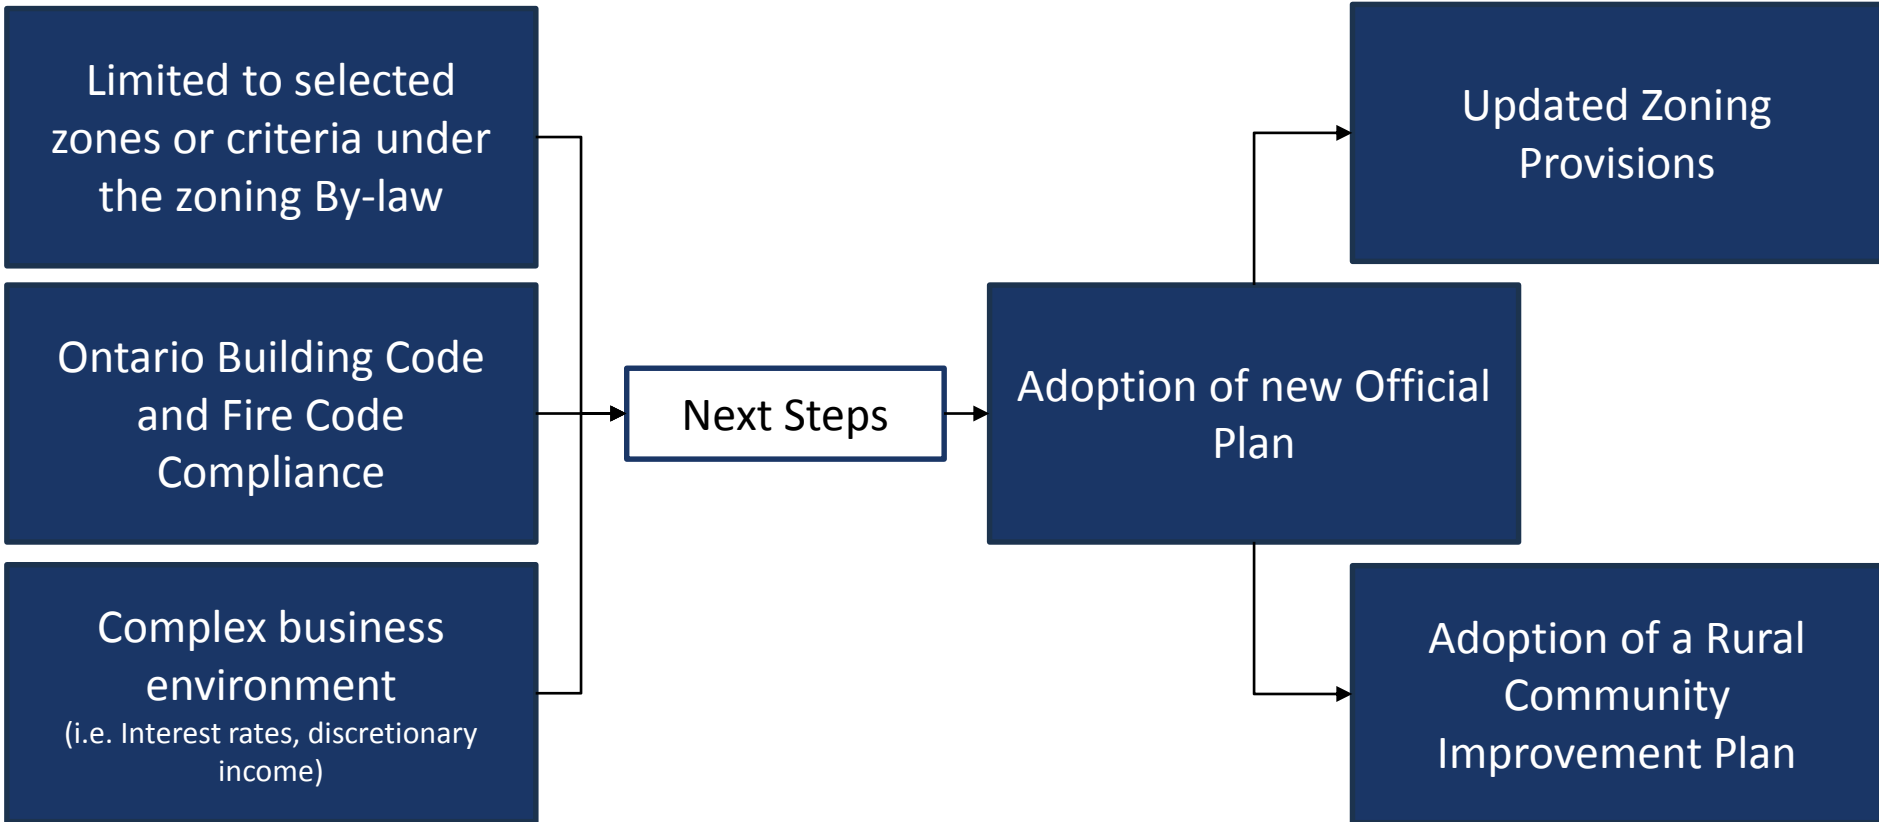 Limited to selected
zones or criteria under
the zoning By-law
Ontario Building Code
and Fire Code
Compliance
Complex business
environment
(i.e. Interest rates, discretionary
income)
Next Steps
Adoption of new Official
Plan
Updated Zoning
Provisions
Adoption of a Rural
Community
Improvement Plan